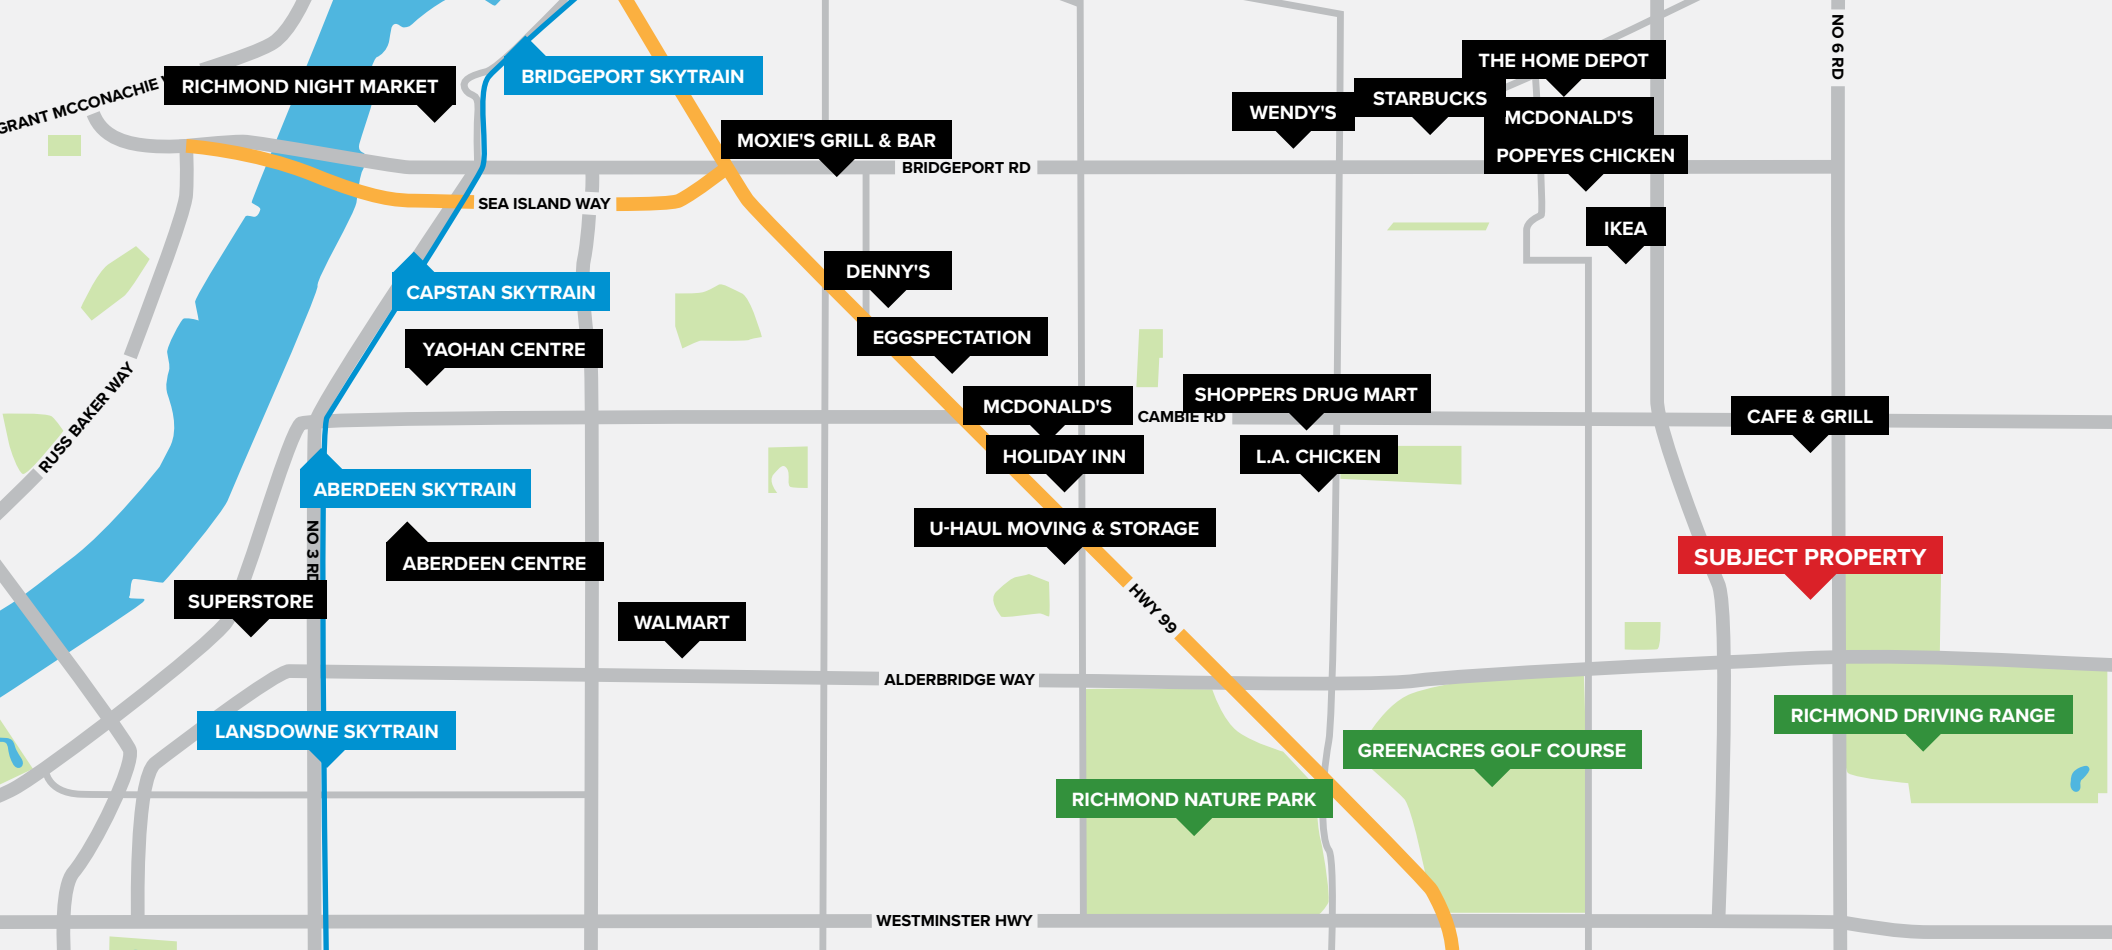 NO 6 RD
THE HOME DEPOT
BRIDGEPORT SKYTRAIN
GRANT MCCONACHIE
RICHMOND NIGHT MARKET
STARBUCKS
WENDY'S
MCDONALD'S
MOXIE'S GRILL & BAR
POPEYES CHICKEN
BRIDGEPORT RD
SEA ISLAND WAY
IKEA
DENNY'S
CAPSTAN SKYTRAIN
EGGSPECTATION
YAOHAN CENTRE
SHOPPERS DRUG MART
MCDONALD'S
CAMBIE RD
CAFE & GRILL
RUSS BAKER WAY
HOLIDAY INN
L.A. CHICKEN
ABERDEEN SKYTRAIN
U-HAUL MOVING & STORAGE
NO 3 RD
SUBJECT PROPERTY
ABERDEEN CENTRE
SUPERSTORE
HWY 99
WALMART
ALDERBRIDGE WAY
RICHMOND DRIVING RANGE
LANSDOWNE SKYTRAIN
GREENACRES GOLF COURSE
RICHMOND NATURE PARK
WESTMINSTER HWY